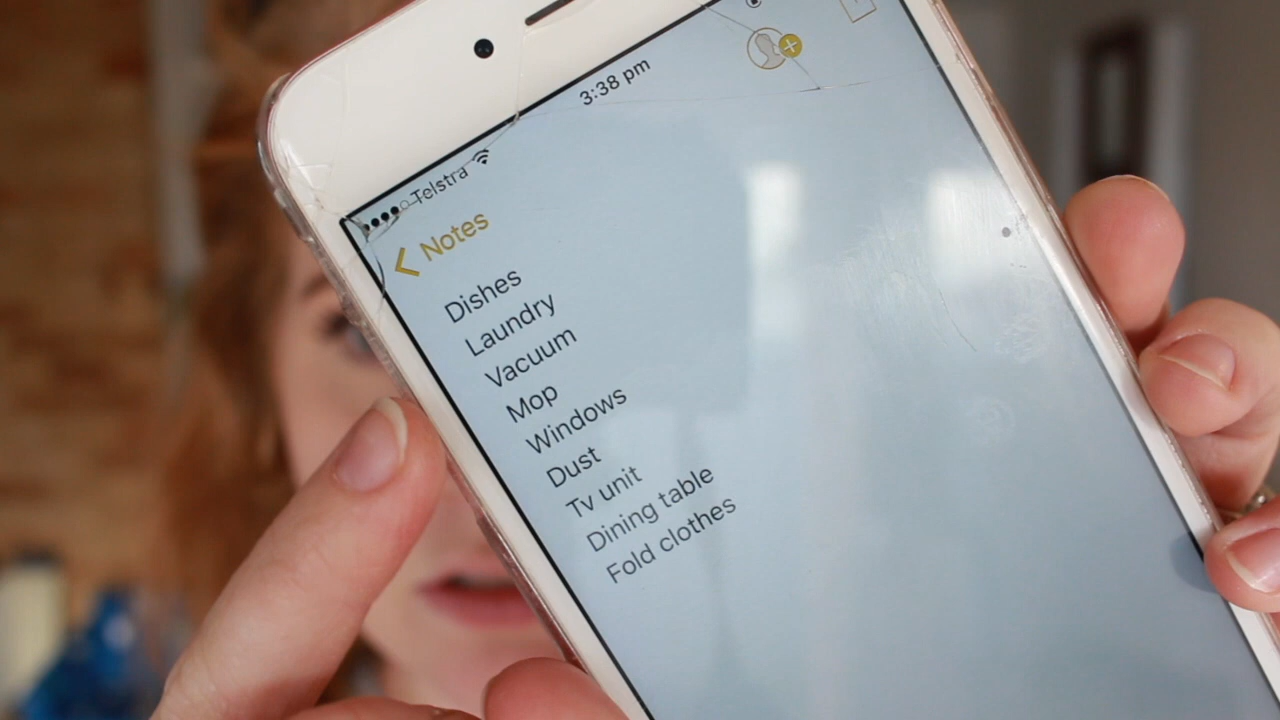 Telstra
3:38 pm
Notes
Dishes
Laundry
Vacuum
Mop
Windows
Dust
Tv unit
Dining table
Fold clothes